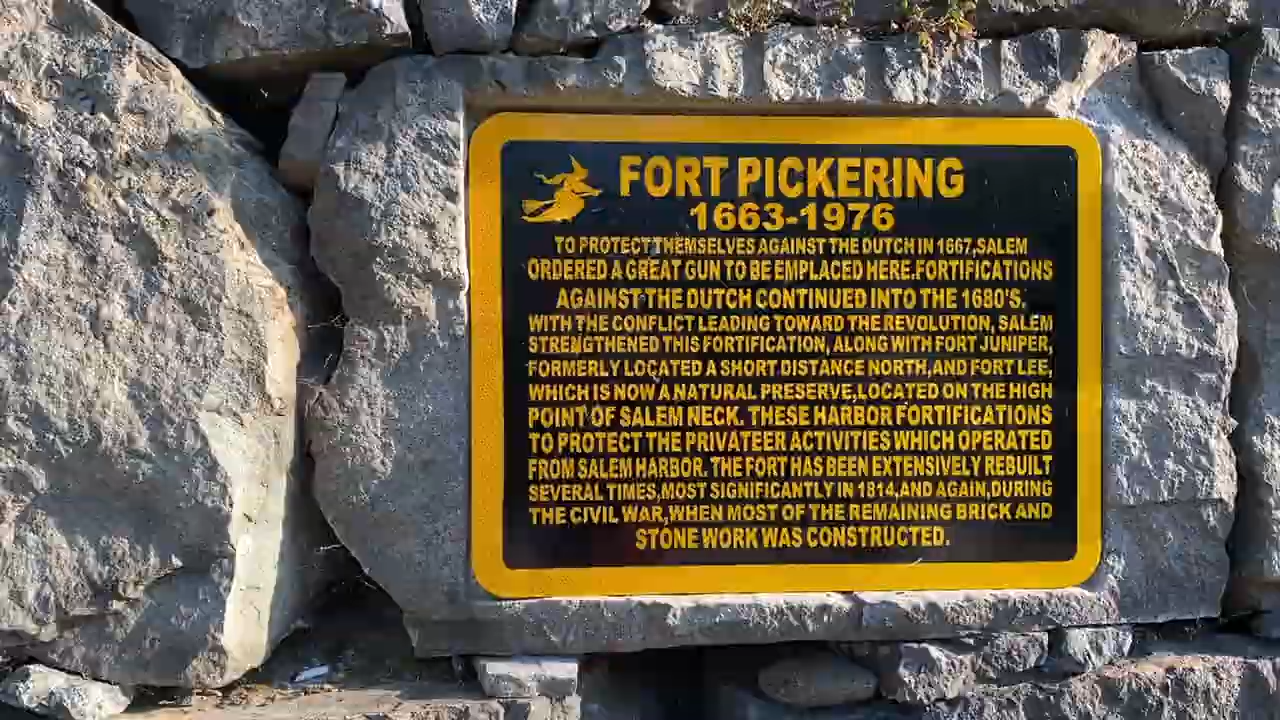 FORT PICKERING
1663-1976
TO PROTECT THEMSELVES AGAINST THE DUTCH IN 1667,SALEM
ORDERED A GREAT GUN TO BE EMPLACED HERE.FORTIFICATIONS
AGAINST THE DUTCH CONTINUED INTO THE 1680'S.
WITH THE CONFLICT LEADING TOWARD THE REVOLUTION, SALEM
STRENGTHENED THIS FORTIFICATION, ALONG WITH FORT JUNIPER,
FORMERLY LOCATED A SHORT DISTANCE NORTH,AND FORT LEE,
WHICH IS NOW A NATURAL PRESERVE,LOCATED ON THE HIGH
POINT OF SALEM NECK. THESE HARBOR FORTIFICATIONS
TO PROTECT THE PRIVATEER ACTIVITIES WHICH OPERATED
FROM SALEM HARBOR. THE FORT HAS BEEN EXTENSIVELY REBUILT
SEVERAL TIMES,MOST SIGNIFICANTLY IN 1814,AND AGAIN,DURING
THE CIVIL WAR,WHEN MOST OF THE REMAINING BRICK AND
STONE WORK WAS CONSTRUCTED.